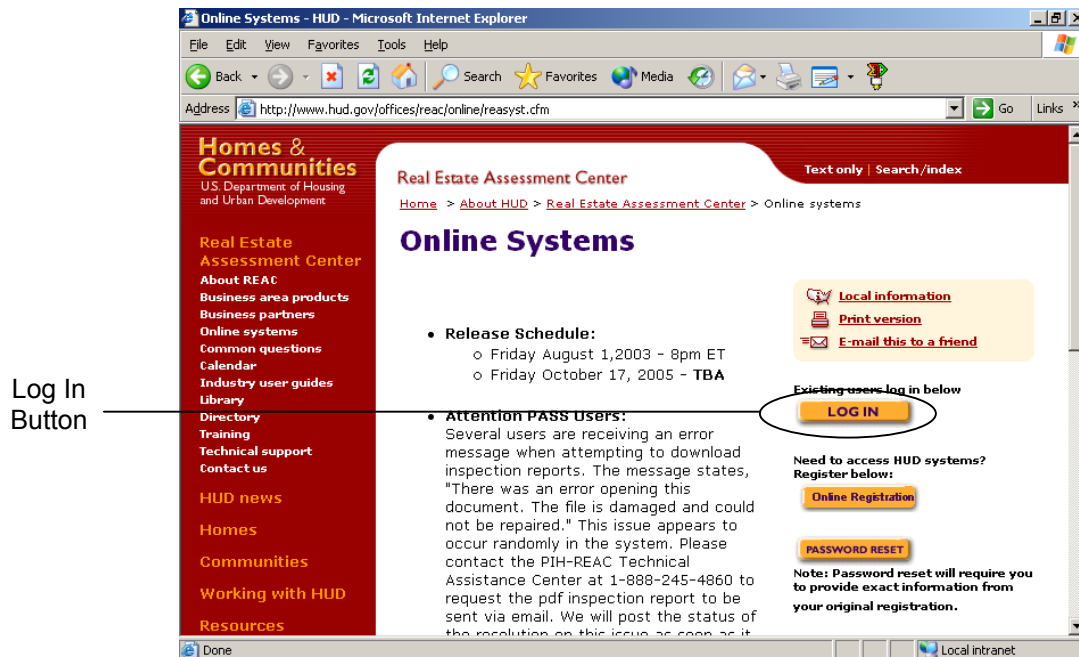 Online Systems - HUD - Microsoft Internet Explorer
File Edit View Favorites Tools Help
Back Search Favorites Media
Address http://www.hud.gov/offices/reac/online/reasyst.cfm Go Links »
Homes &
Communities
U.S. Department of Housing
and Urban Development
Real Estate Assessment Center
Text only | Search/index
Home > About HUD > Real Estate Assessment Center > Online systems
Online Systems
Real Estate
Assessment Center
About REAC
Business area products
Business partners
Online systems
Common questions
Calendar
Industry user guides
Library
Directory
Training
Technical support
Contact us
HUD news
Homes
Communities
Working with HUD
Resources
Log In
Button
• Release Schedule:
o Friday August 1,2003 - 8pm ET
o Friday October 17, 2005 - TBA
• Attention PASS Users:
Several users are receiving an error
message when attempting to download
inspection reports. The message states,
"There was an error opening this
document. The file is damaged and could
not be repaired." This issue appears to
occur randomly in the system. Please
contact the PIH-REAC Technical
Assistance Center at 1-888-245-4860 to
request the pdf inspection report to be
sent via email. We will post the status of
the resolution on this issue as soon as it
Local information
Print version
E-mail this to a friend
Existing users log in below
LOG IN
Need to access HUD systems?
Register below:
Online Registration
PASSWORD RESET
Note: Password reset will require you
to provide exact information from
your original registration.
Done
Local intranet